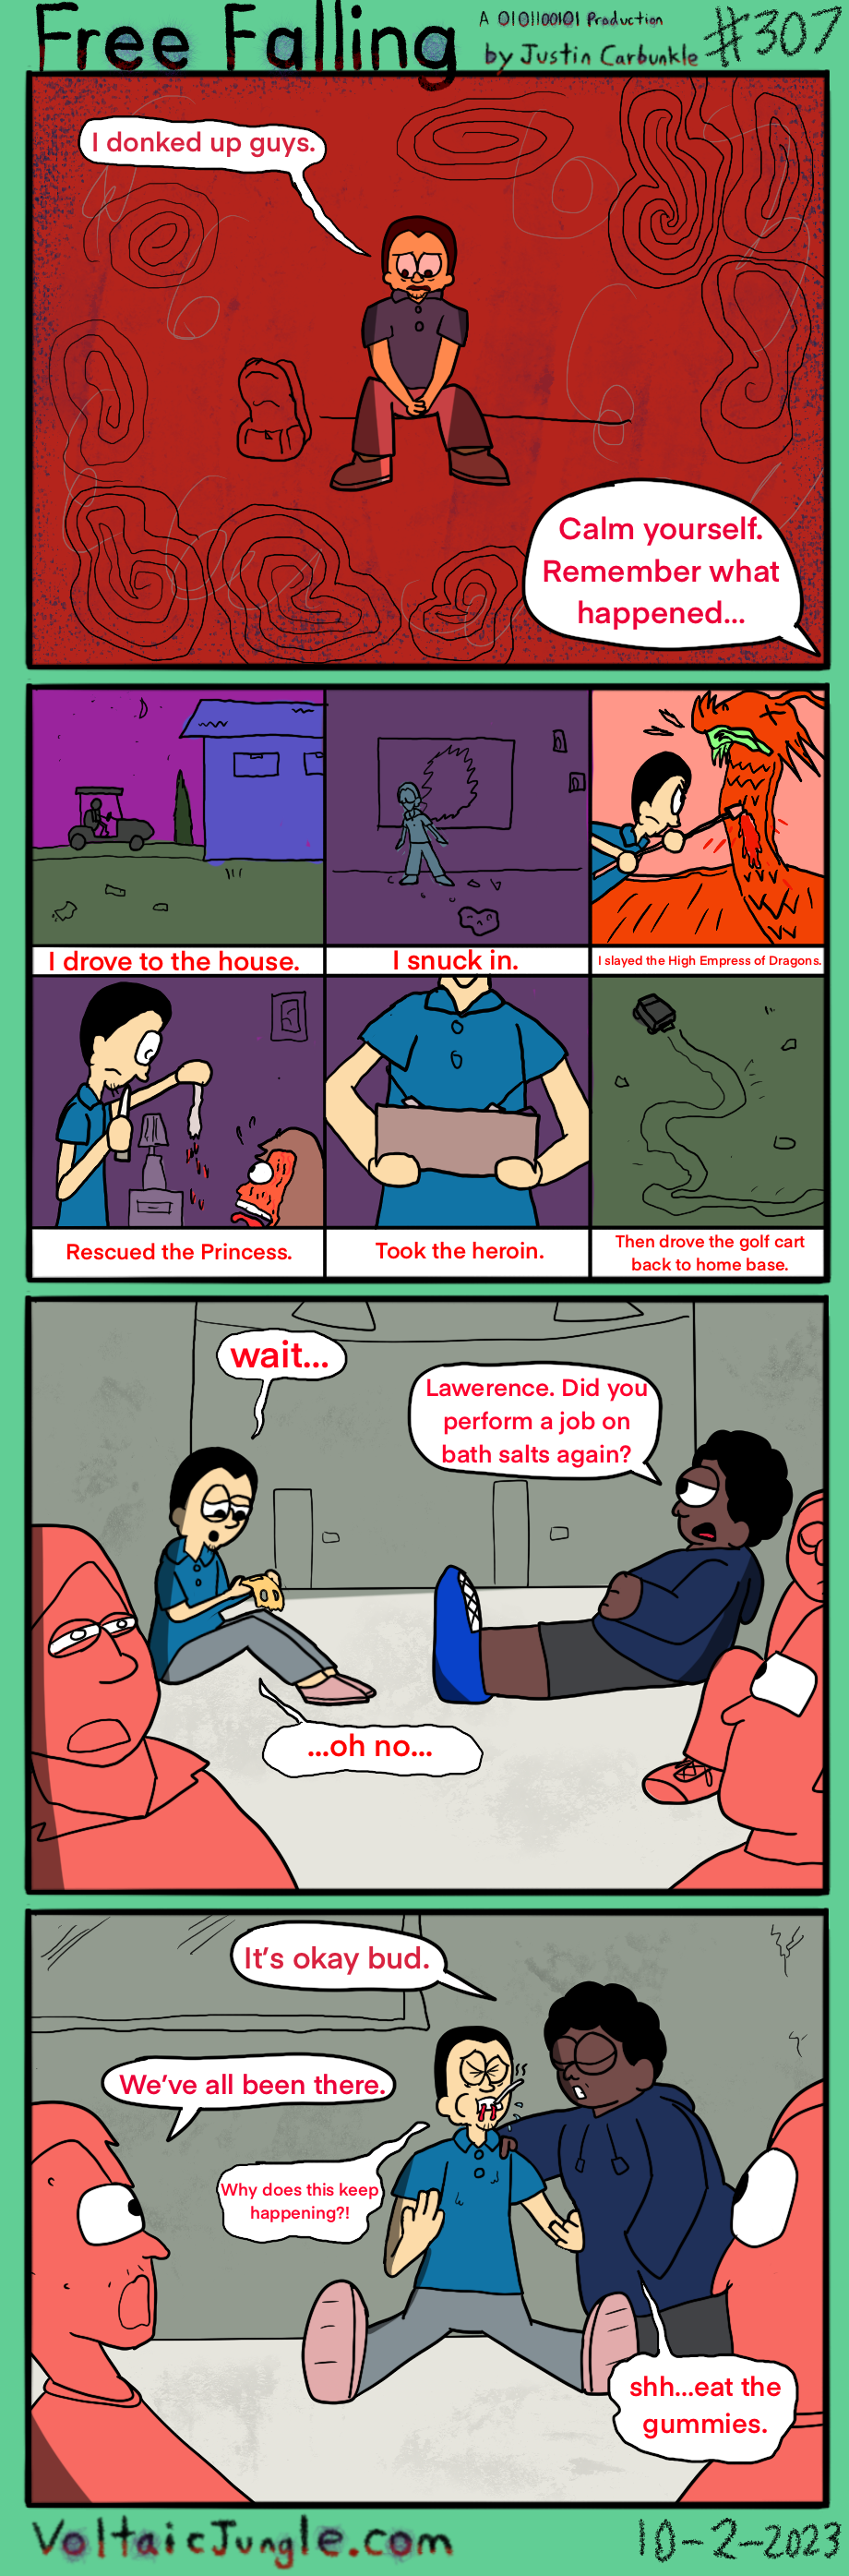 Free Falling
A 0101100101 Production
by Justin Carbunkle
#307
I donked up guys.
Calm yourself.
Remember what
happened...
I drove to the house.
I snuck in.
I slayed the High Empress of Dragons.
Rescued the Princess.
Took the heroin.
Then drove the golf cart
back to home base.
wait...
Lawerence. Did you
perform a job on
bath salts again?
...oh no...
It's okay bud.
We've all been there.
Why does this keep
happening?!
shh...eat the
gummies.
VoltaicJungle.com
10-2-2023